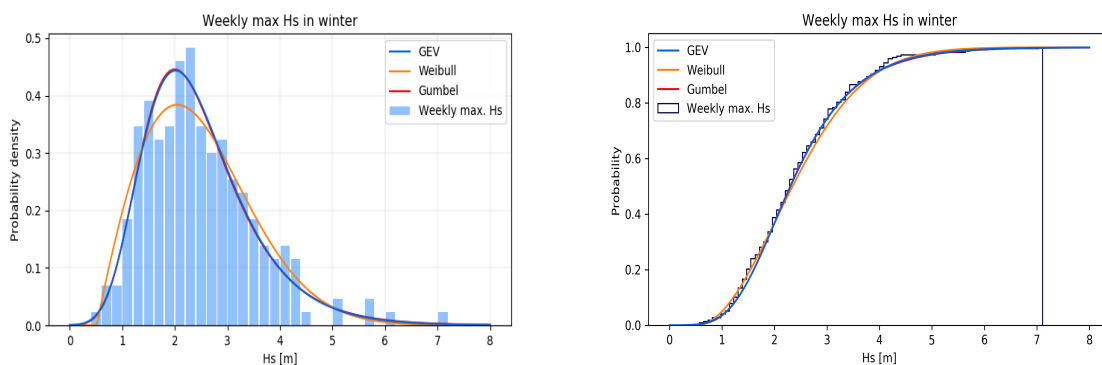 Weekly max Hs in winter
Probability density
0.5
0.4
0.3
0.2
0.1
0.0
GEV
Weibull
Gumbel
Weekly max. Hs
0 1 2 3 4 5 6 7 8
Hs [m]
Weekly max Hs in winter
Probability
1.0
0.8
0.6
0.4
0.2
0.0
GEV
Weibull
Gumbel
Weekly max. Hs
0 1 2 3 4 5 6 7 8
Hs [m]